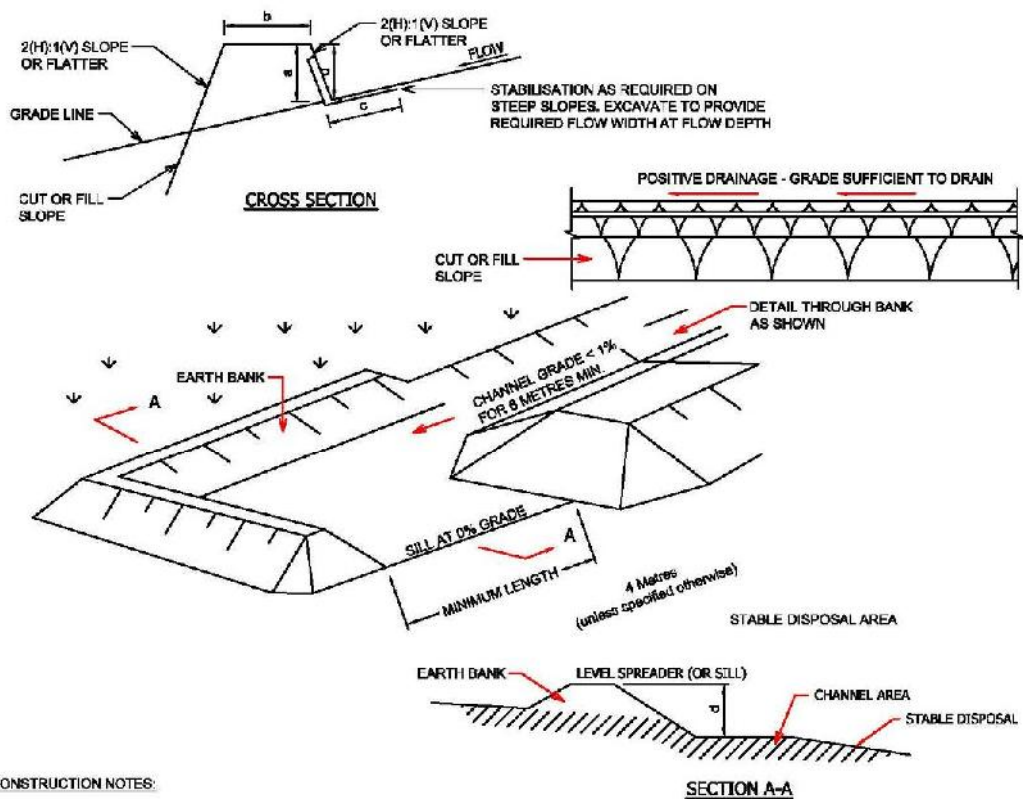 b
2(H):1(V) SLOPE
OR FLATTER
2(H):1(V) SLOPE
OR FLATTER
FLOW
a
d
c
STABILISATION AS REQUIRED ON
STEEP SLOPES. EXCAVATE TO PROVIDE
REQUIRED FLOW WIDTH AT FLOW DEPTH
GRADE LINE
CUT OR FILL
SLOPE
CROSS SECTION
POSITIVE DRAINAGE - GRADE SUFFICIENT TO DRAIN
CUT OR FILL
SLOPE
DETAIL THROUGH BANK
AS SHOWN
CHANNEL GRADE < 1%
FOR 6 METRES MIN.
EARTH BANK
A
SILL AT 0% GRADE
A
MINIMUM LENGTH
4 Metres
(unless specified otherwise)
STABLE DISPOSAL AREA
EARTH BANK
LEVEL SPREADER (OR SILL)
d
CHANNEL AREA
STABLE DISPOSAL
ONSTRUCTION NOTES:
SECTION A-A